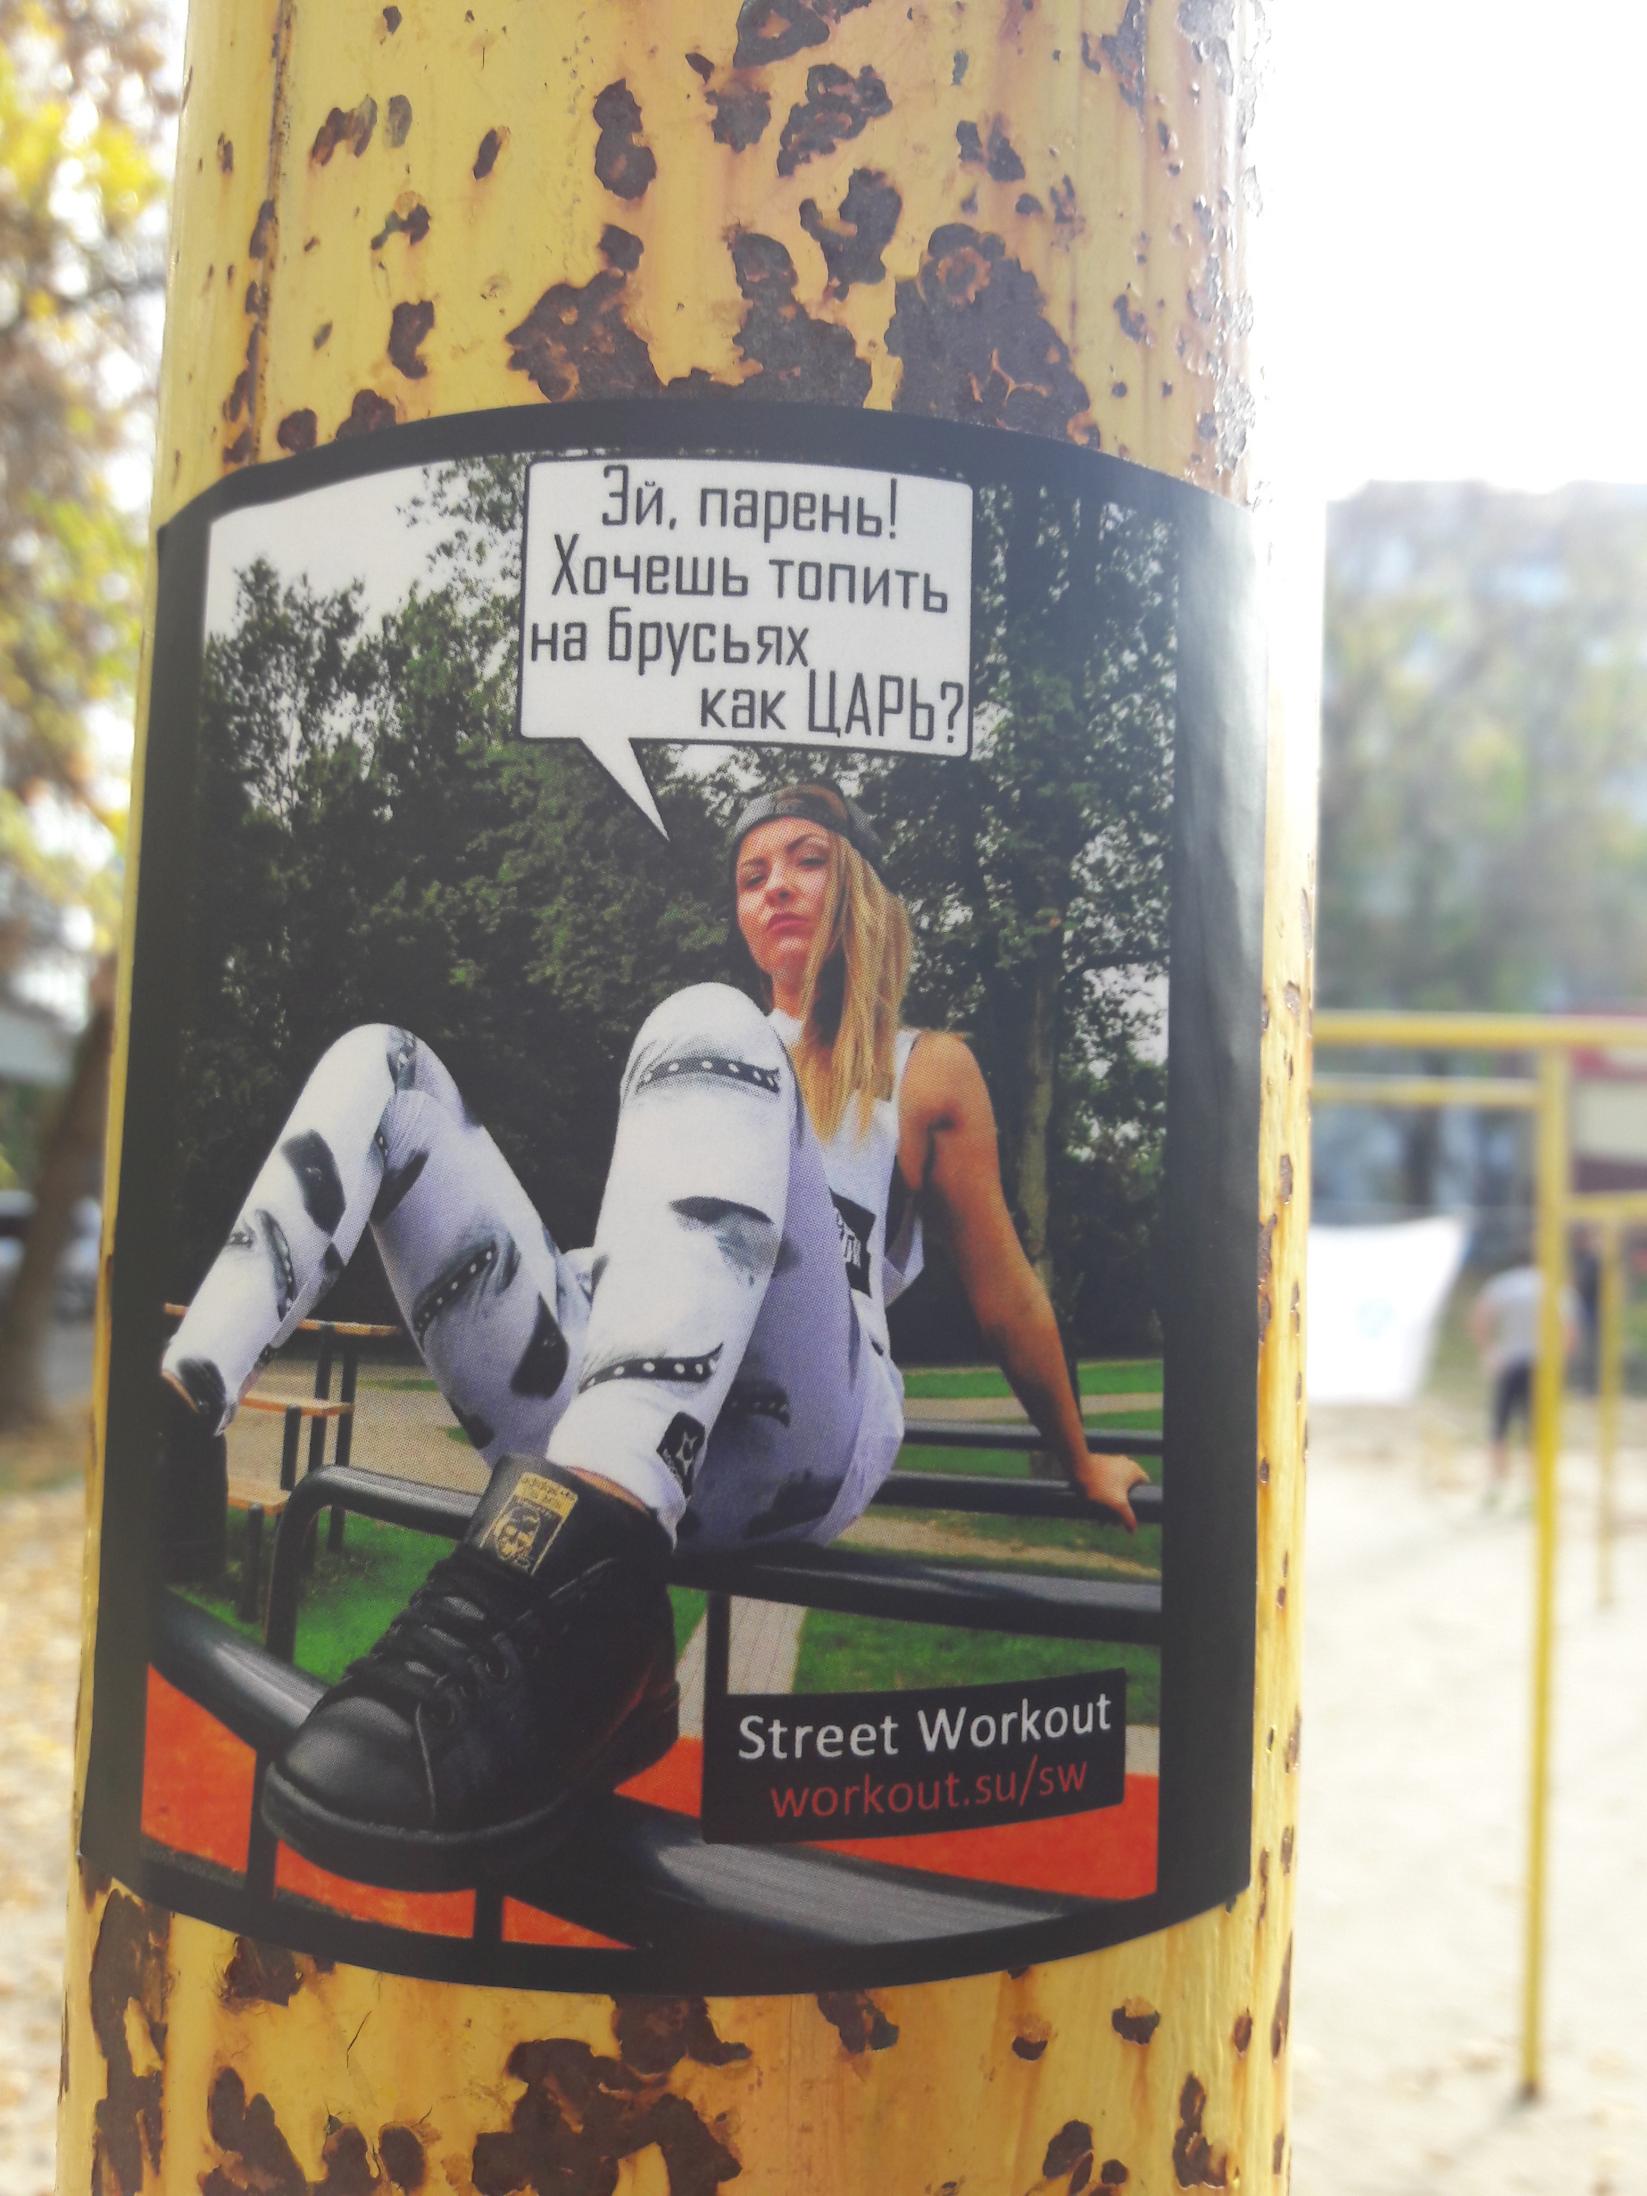 Эй, парень!
Хочешь топить
на брусьях
как ЦАРЬ?
Street Workout
workout.su/sw